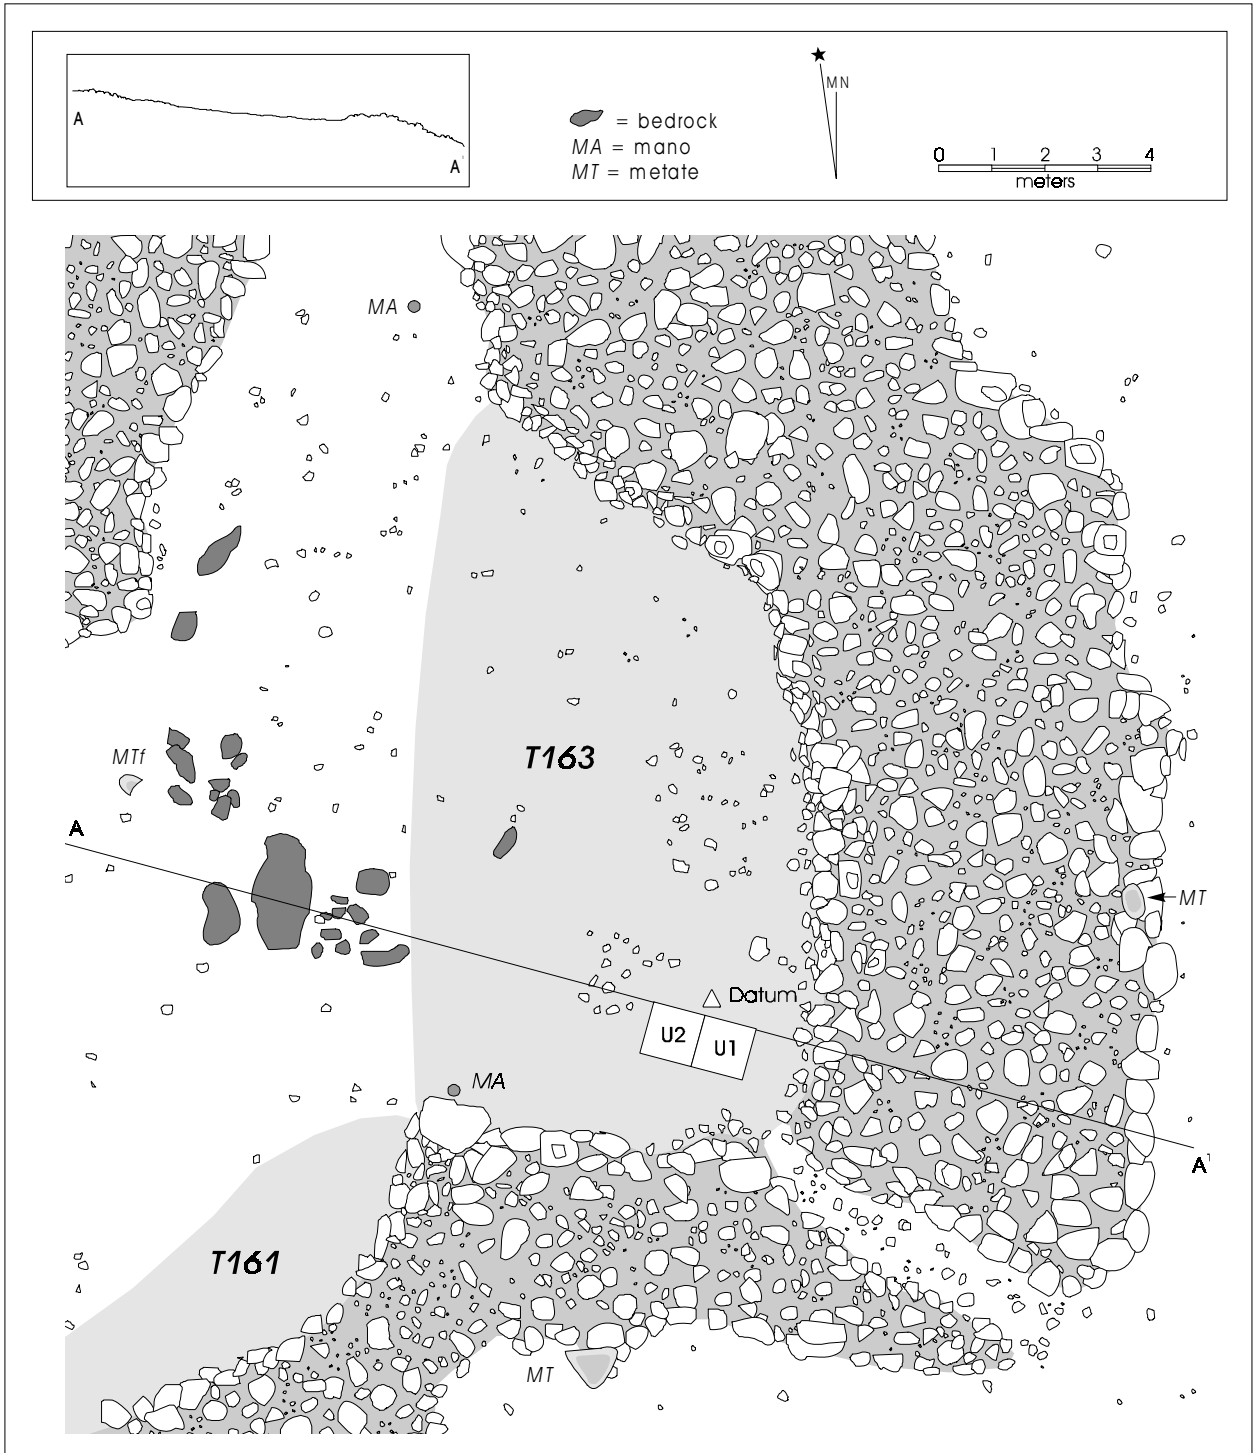 A
A'
= bedrock
MA = mano
MT = metate
MN
0 1 2 3 4
meters
MA
T163
MTf
A
MT
Datum
U2 U1
MA
A'
T161
MT